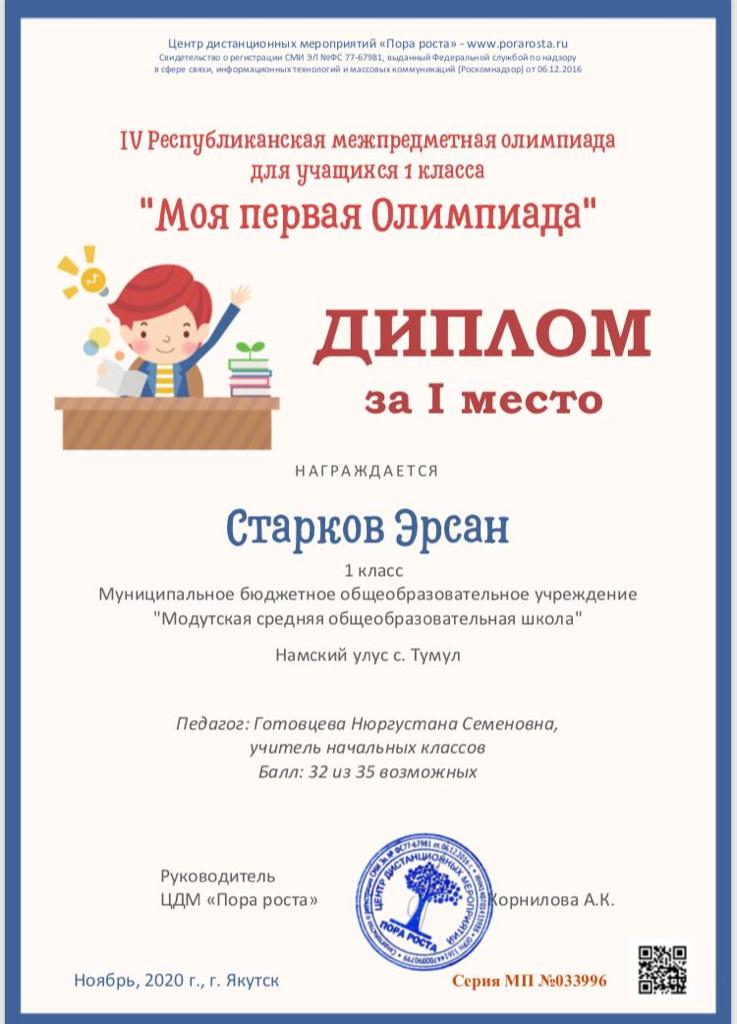 Центр дистанционных мероприятий «Пора роста» - www.porarosta.ru
Свидетельство о регистрации СМИ ЭЛ №ФС 77-67981, выданный Федеральной службой по надзору
в сфере связи, информационных технологий и массовых коммуникаций (Роскомнадзор) от 06.12.2016
IV Республиканская межпредметная олимпиада
для учащихся 1 класса
"Моя первая Олимпиада"
ДИПЛОМ
за I место
НАГРАЖДАЕТСЯ
Старков Эрсан
1 класс
Муниципальное бюджетное общеобразовательное учреждение
"Модутская средняя общеобразовательная школа"
Намский улус с. Тумул
Педагог: Готовцева Нюргустана Семеновна,
учитель начальных классов
Балл: 32 из 35 возможных
Руководитель
ЦДМ «Пора роста»
Корнилова А.К.
ЦЕНТР ДИСТАНЦИОННЫХ МЕРОПРИЯТИЙ
ПОРА РОСТА
Ноябрь, 2020 г., г. Якутск
Серия МП №033996